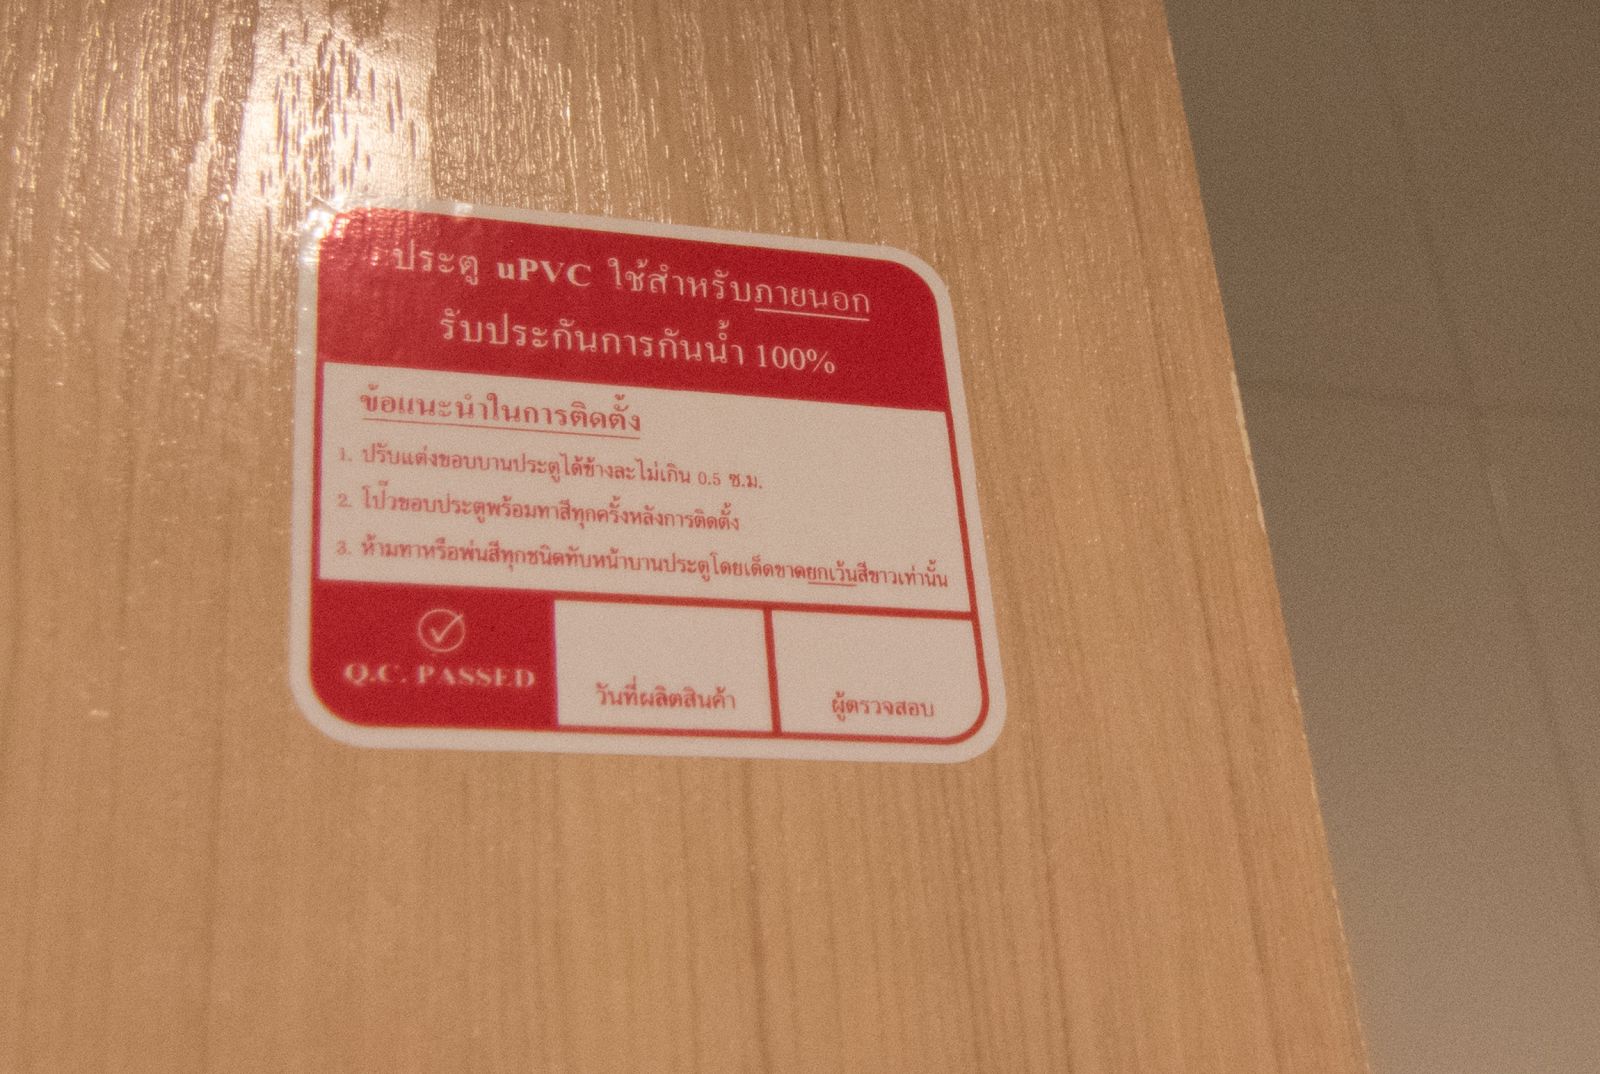 ประตู uPVC ใช้สำหรับภายนอก
รับประกันการกันน้ำ 100%
ข้อแนะนำในการติดตั้ง
1. ปรับแต่งขอบบานประตูได้ข้างละไม่เกิน 0.5 ซ.ม.
2. โป๊วขอบประตูพร้อมทาสีทุกครั้งหลังการติดตั้ง
3. ห้ามทาหรือพ่นสีทุกชนิดทับหน้าบานประตูโดยเด็ดขาดยกเว้นสีขาวเท่านั้น
Q.C. PASSED
วันที่ผลิตสินค้า
ผู้ตรวจสอบ